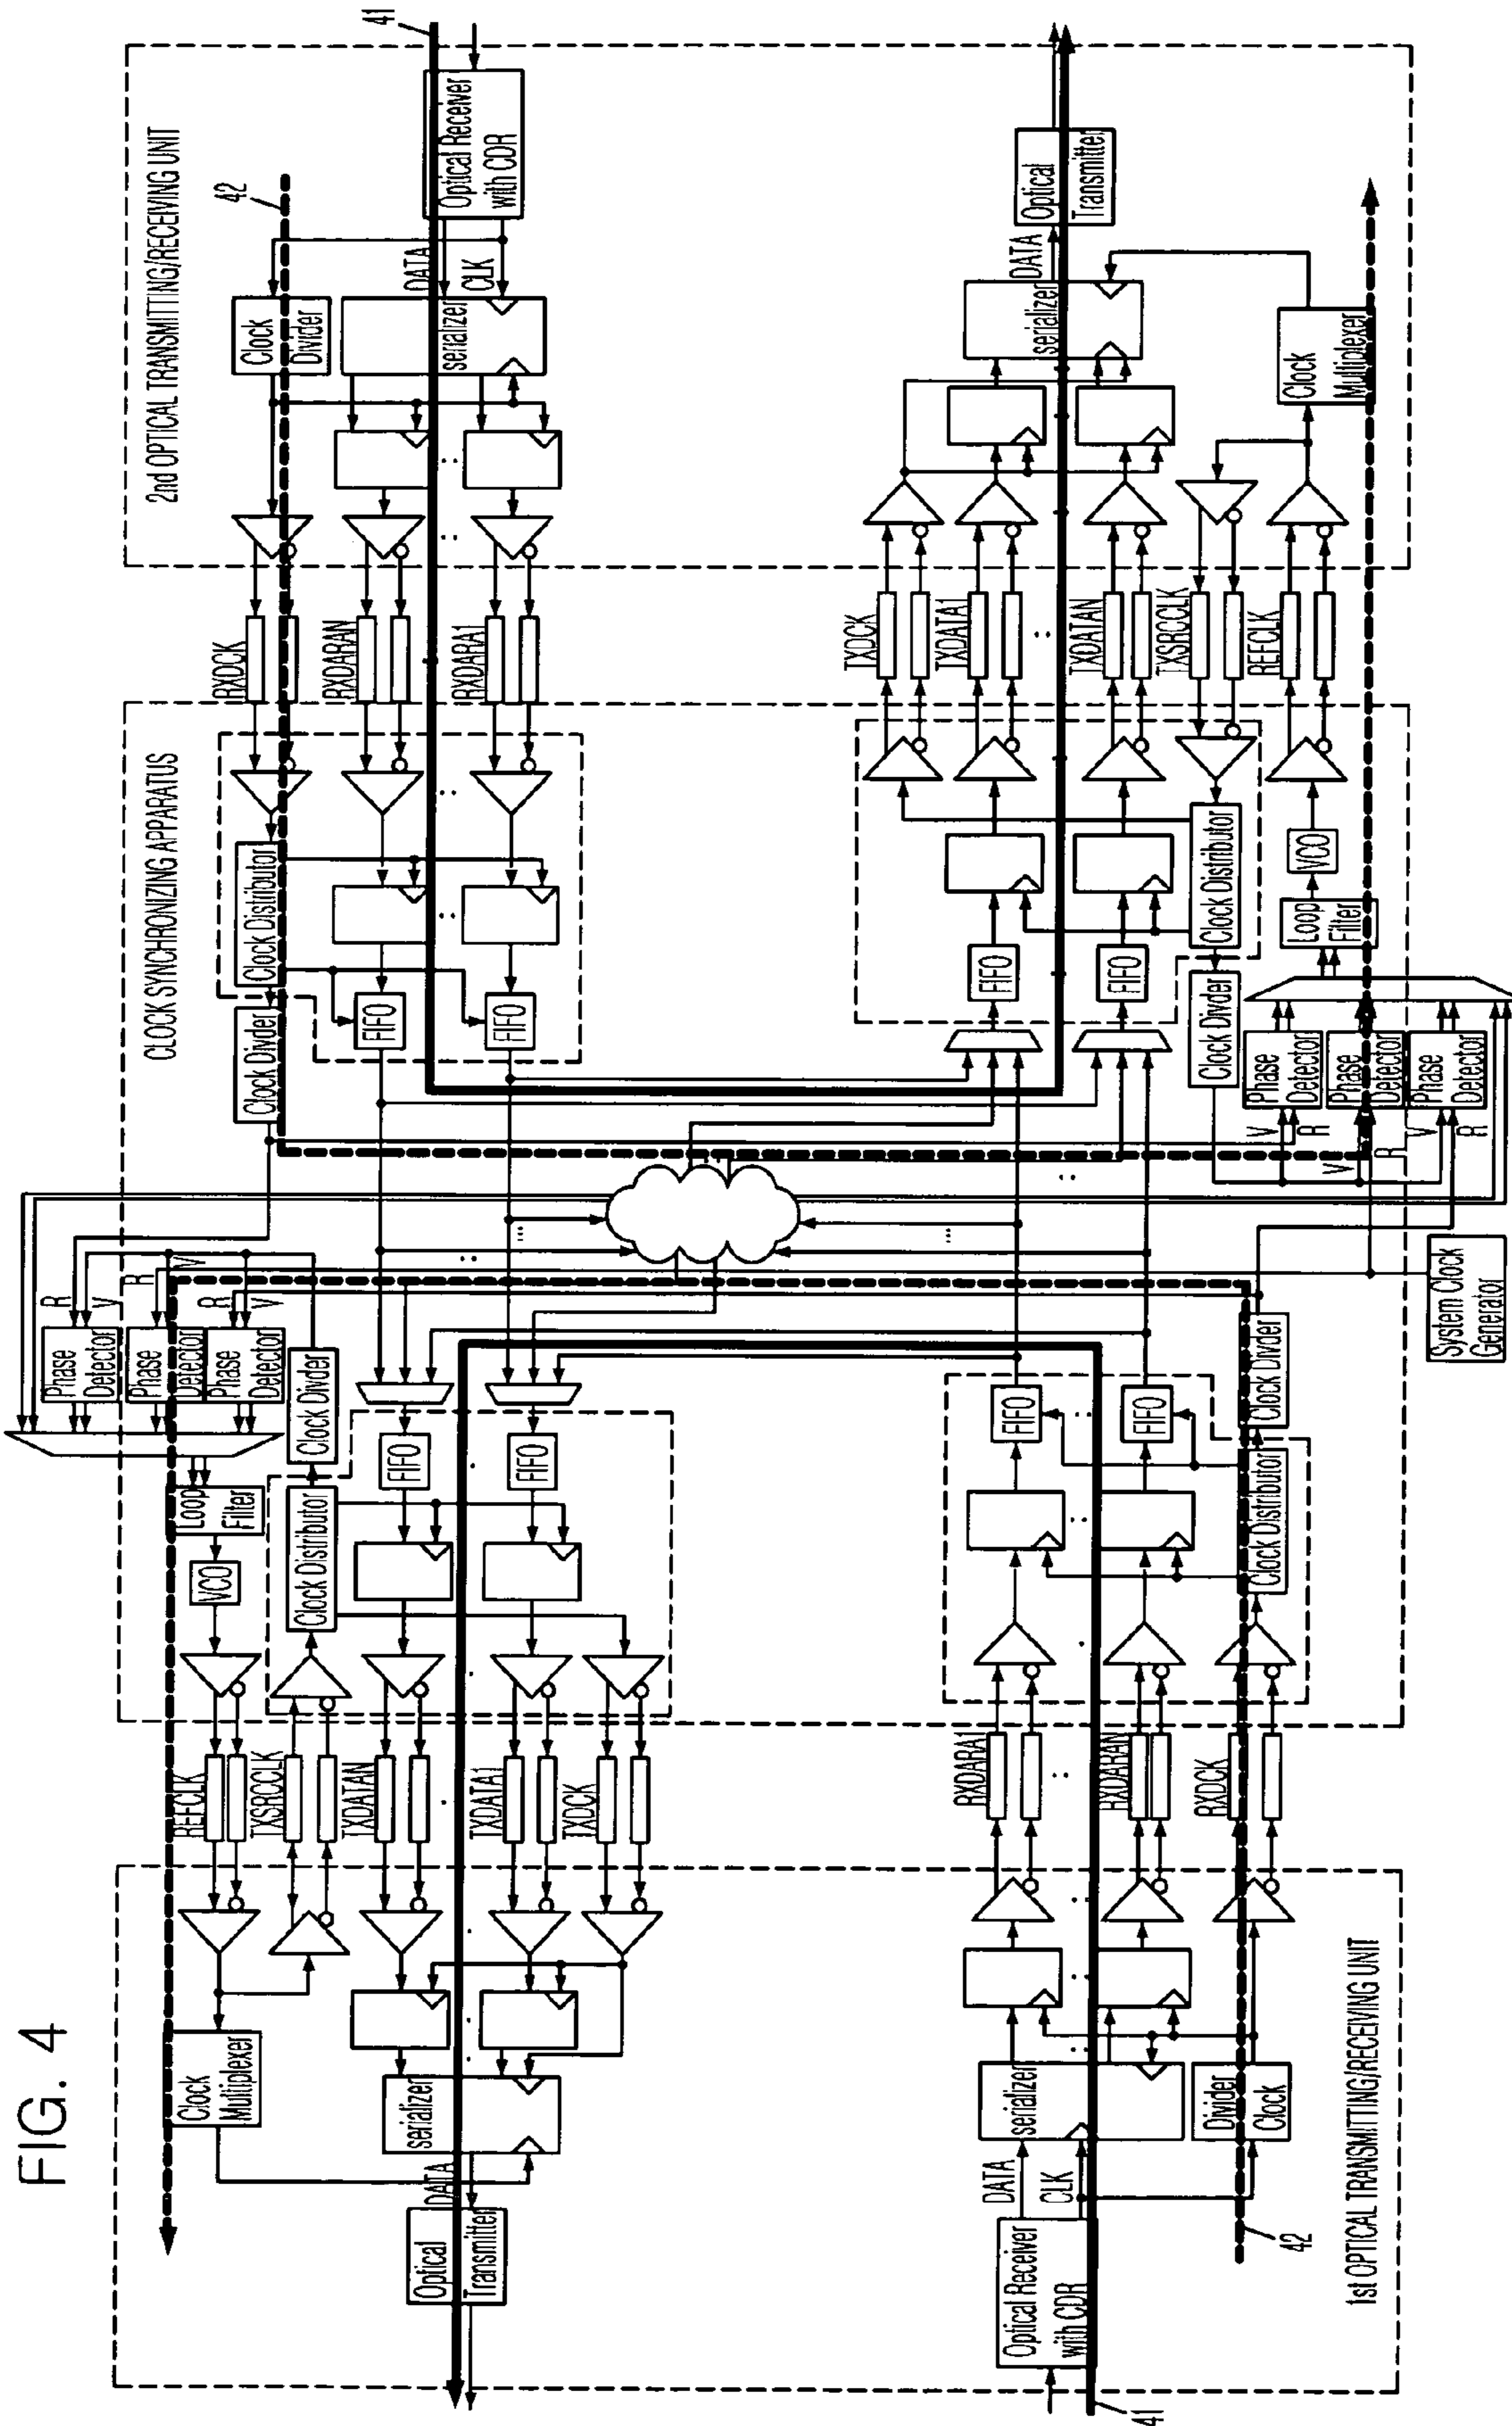 FIG. 4
41
2nd OPTICAL TRANSMITTING/RECEIVING UNIT
42
Optical Receiver
with CDR
DATA
CLK
Clock
Divider
serializer
RXDCK
RXDARAN
RXDARA1
CLOCK SYNCHRONIZING APPARATUS
Clock Distributor
Clock Divider
FIFO
FIFO
Optical
Transmitter
DATA
serializer
Clock
Multiplexer
TXDCK
TXDATA1
TXDATAN
TXSRCCLK
REFCLK
VCO
Loop
Filter
Clock Distributor
Clock Divder
FIFO
FIFO
Phase
Detector
Phase
Detector
Phase
Detector
V
R
V
R
V
R
System Clock
Generator
R
V
R
V
R
V
Phase
Detector
Phase
Detector
Phase
Detector
Clock Divder
Loop
Filter
VCO
Clock Distributor
FIFO
FIFO
REFCLK
TXSRCCLK
TXDATAN
TXDATA1
TXDCK
Clock
Multiplexer
serializer
DATA
Optical
Transmitter
FIFO
FIFO
Clock Divder
Clock Distributor
RXDARA1
RXDARAN
RXDCK
serializer
Divider
Clock
DATA
CLK
Optical Receiver
with CDR
42
41
1st OPTICAL TRANSMITTING/RECEIVING UNIT